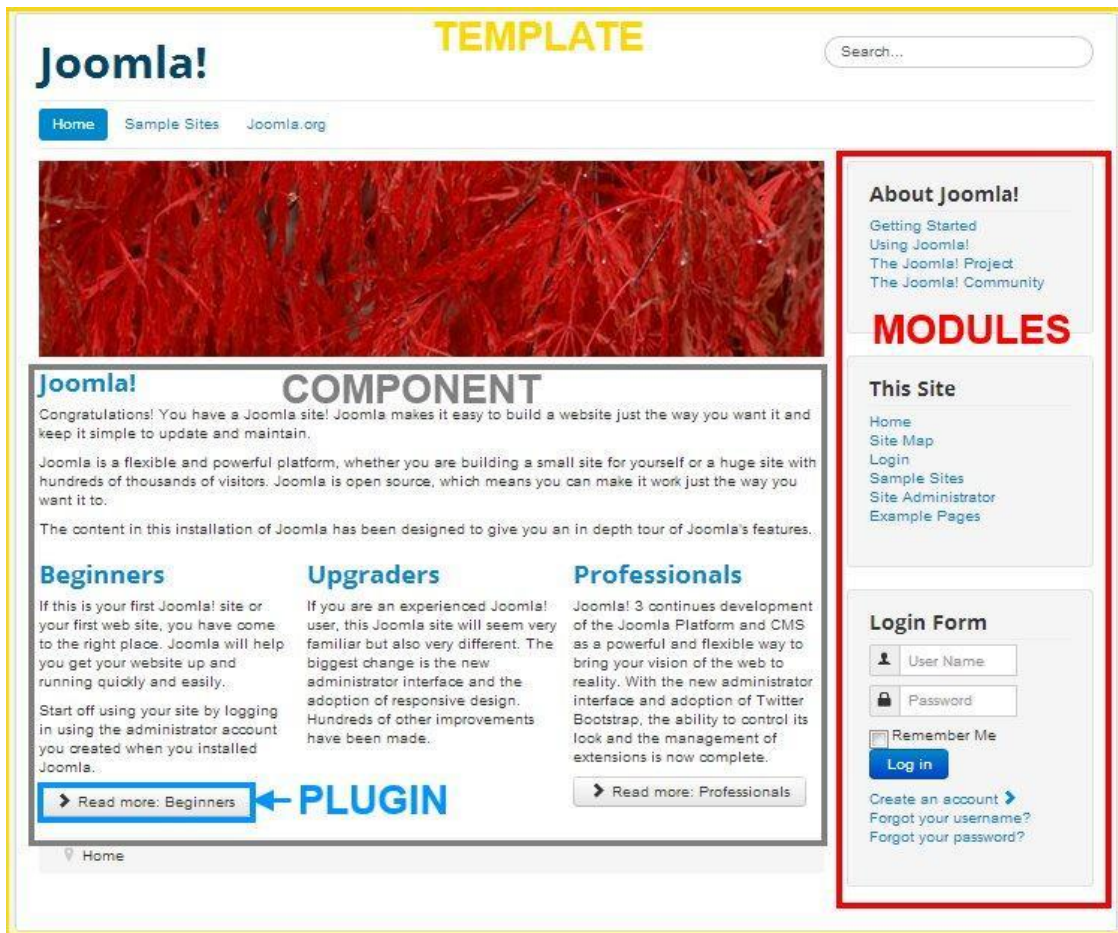 TEMPLATE
Joomla!
Search...
Home Sample Sites Joomla.org
About Joomla!
Getting Started
Using Joomla!
The Joomla! Project
The Joomla! Community
MODULES
This Site
Home
Site Map
Login
Sample Sites
Site Administrator
Example Pages
Login Form
User Name
Password
Remember Me
Log in
Create an account
Forgot your username?
Forgot your password?
COMPONENT
Joomla!
Congratulations! You have a Joomla site! Joomla makes it easy to build a website just the way you want it and
keep it simple to update and maintain.
Joomla is a flexible and powerful platform, whether you are building a small site for yourself or a huge site with
hundreds of thousands of visitors. Joomla is open source, which means you can make it work just the way you
want it to.
The content in this installation of Joomla has been designed to give you an in depth tour of Joomla's features.
Beginners
If this is your first Joomla! site or
your first web site, you have come
to the right place. Joomla will help
you get your website up and
running quickly and easily.
Start off using your site by logging
in using the administrator account
you created when you installed
Joomla.
Read more: Beginners
PLUGIN
Upgraders
If you are an experienced Joomla!
user, this Joomla site will seem very
familiar but also very different. The
biggest change is the new
administrator interface and the
adoption of responsive design.
Hundreds of other improvements
have been made.
Professionals
Joomla! 3 continues development
of the Joomla Platform and CMS
as a powerful and flexible way to
bring your vision of the web to
reality. With the new administrator
interface and adoption of Twitter
Bootstrap, the ability to control its
look and the management of
extensions is now complete.
Read more: Professionals
Home